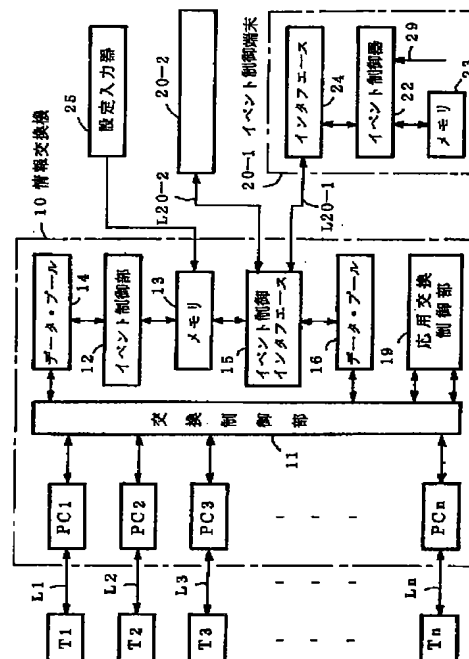 10 情報交換機
25
設定入力器
20-2
L20-2
20-1 イベント制御端末
インタフエース
24
イベント制御器
22
29
メモリ
23
L20-1
データ・プール
14
イベント制御部
12
メモリ
13
イベント制御
インタフエース
15
データ・プール
16
応用交換
制御部
19
交換制御部
11
PC1
PC2
PC3
PCn
L1
L2
L3
Ln
T1
T2
T3
Tn